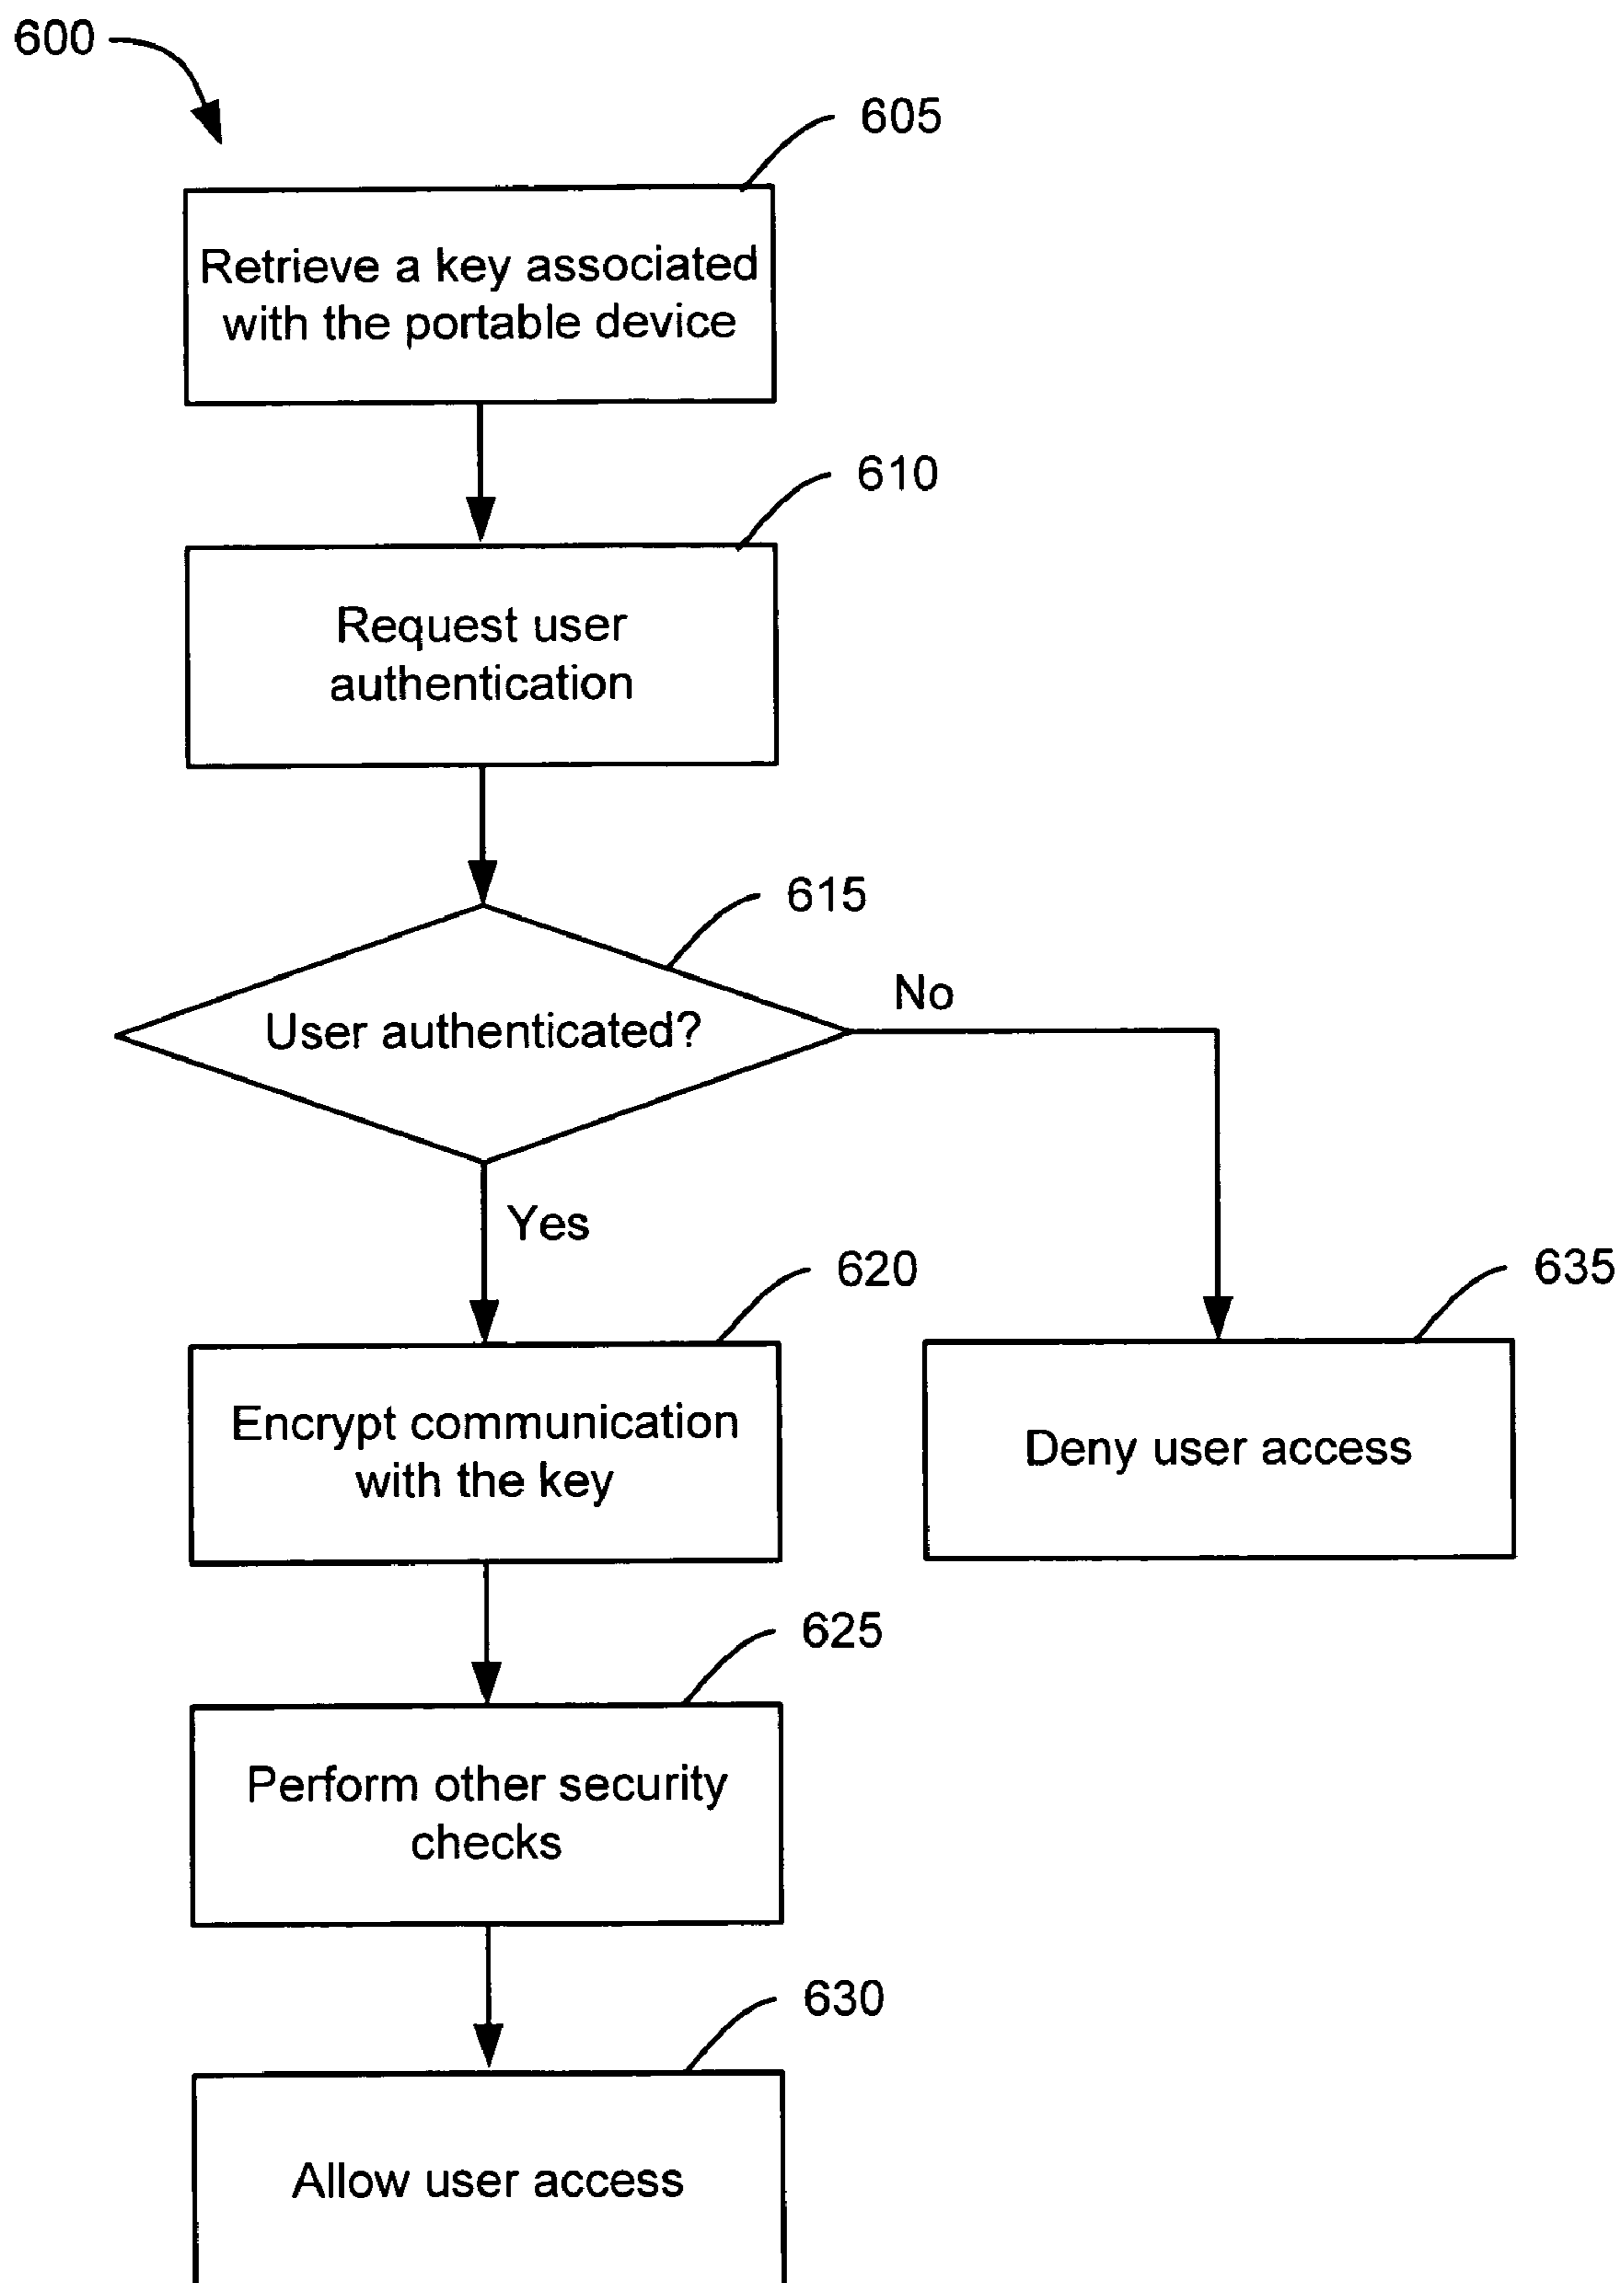 600
605
Retrieve a key associated
with the portable device
610
Request user
authentication
615
User authenticated?
No
Yes
620
635
Encrypt communication
with the key
Deny user access
625
Perform other security
checks
630
Allow user access